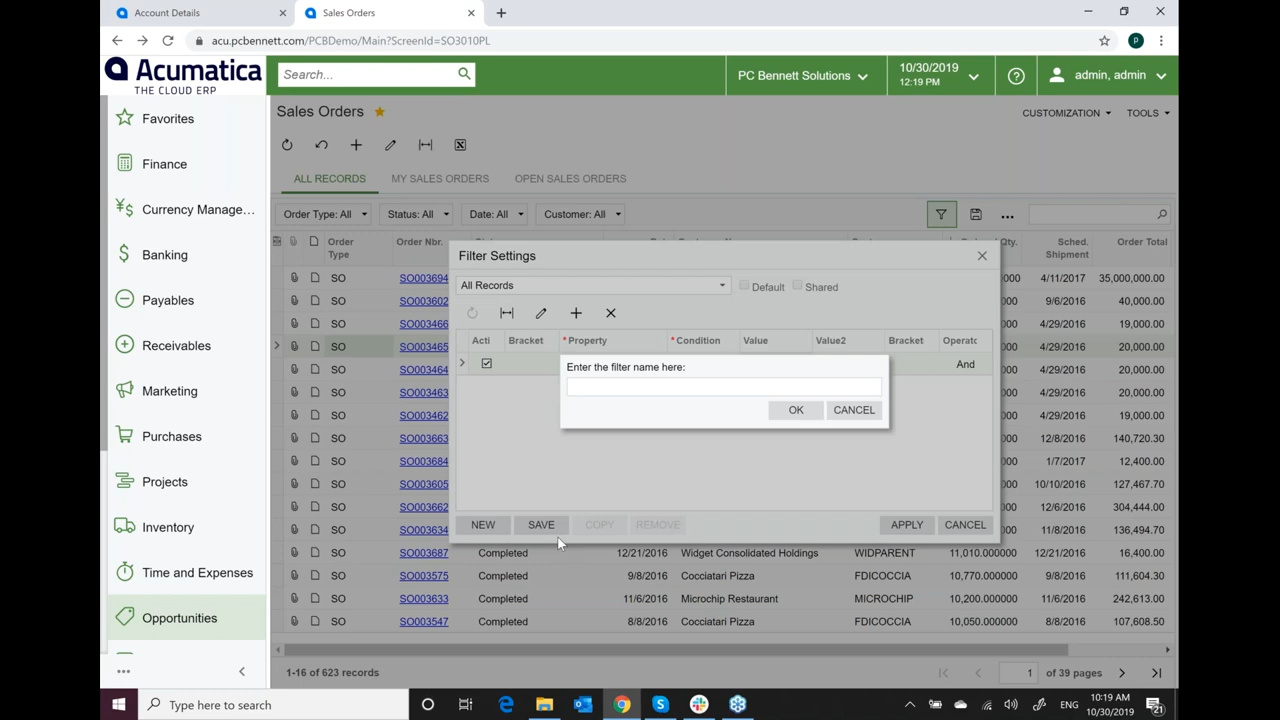 Account Details
Sales Orders
acu.pcbennett.com/PCBDemo/Main?ScreenId=SO3010PL
Acumatica
THE CLOUD ERP
Search...
PC Bennett Solutions
10/30/2019
12:19 PM
admin, admin
Favorites
Finance
Currency Manage...
Banking
Payables
Receivables
Marketing
Purchases
Projects
Inventory
Time and Expenses
Opportunities
Sales Orders
CUSTOMIZATION TOOLS
ALL RECORDS MY SALES ORDERS OPEN SALES ORDERS
Order Type: All Status: All Date: All Customer: All
Order Type Order Nbr. Qty. Sched. Shipment Order Total
SO SO003694 000 4/11/2017 35,000,000.00
SO SO003602 000 9/6/2016 40,000.00
SO SO003466 000 4/29/2016 19,000.00
SO SO003465 000 4/29/2016 20,000.00
SO SO003464 000 4/29/2016 20,000.00
SO SO003463 000 4/29/2016 20,000.00
SO SO003462 000 4/29/2016 19,000.00
SO SO003663 000 12/8/2016 140,720.30
SO SO003684 000 1/7/2017 12,400.00
SO SO003605 000 10/10/2016 127,467.70
SO SO003662 000 12/6/2016 304,444.00
SO SO003634 000 11/8/2016 136,494.70
SO SO003687 Completed 12/21/2016 Widget Consolidated Holdings WIDPARENT 11,010.000000 12/21/2016 16,400.00
SO SO003575 Completed 9/8/2016 Cocciatari Pizza FDICOCCIA 10,770.000000 9/8/2016 111,604.30
SO SO003633 Completed 11/6/2016 Microchip Restaurant MICROCHIP 10,200.000000 11/6/2016 242,613.00
SO SO003547 Completed 8/8/2016 Cocciatari Pizza FDICOCCIA 10,050.000000 8/8/2016 107,608.50
Filter Settings
All Records Default Shared
Acti Bracket * Property * Condition Value Value2 Bracket Operatc
And
Enter the filter name here:
OK CANCEL
NEW SAVE COPY REMOVE APPLY CANCEL
1-16 of 623 records
1 of 39 pages
Type here to search
ENG
10:19 AM
10/30/2019
21